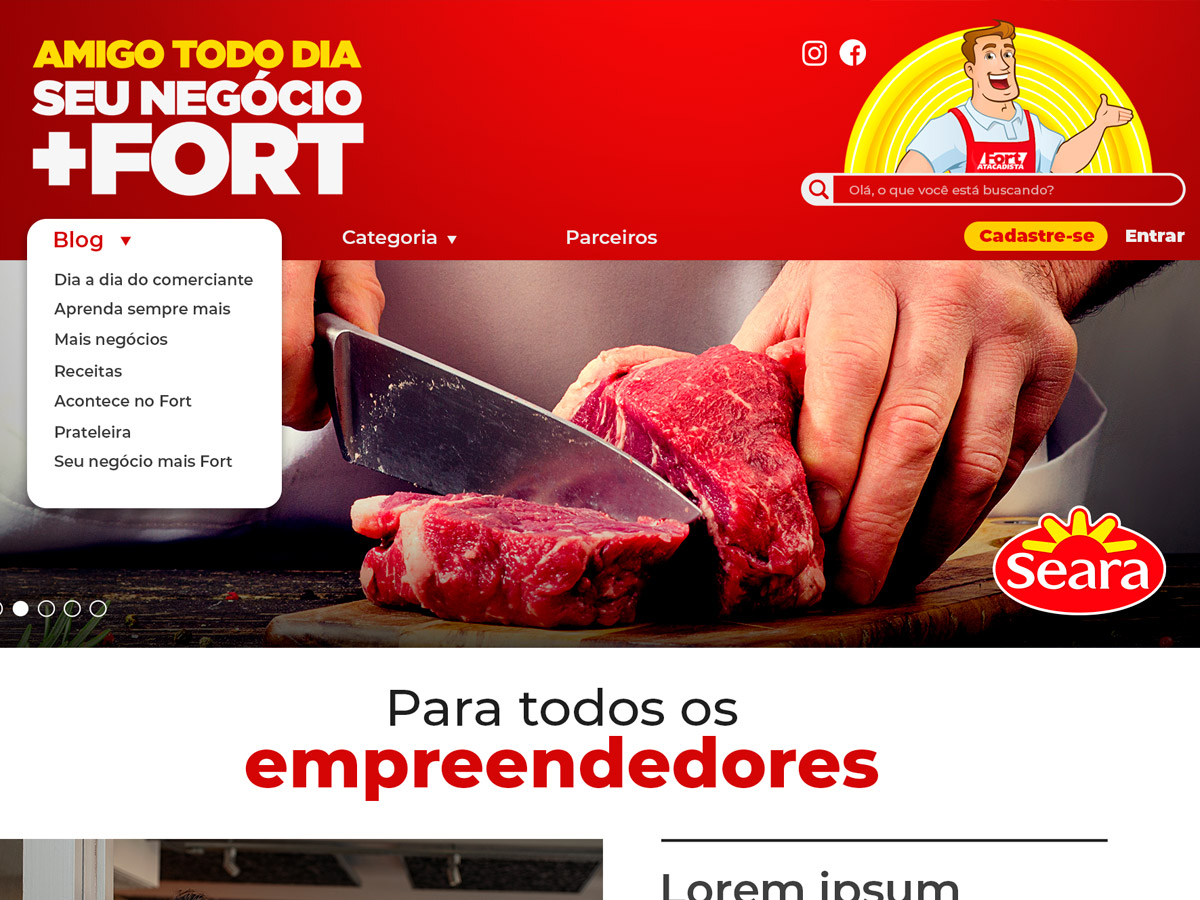 AMIGO TODO DIA
SEU NEGÓCIO
+FORT
Fort
ATACADISTA
Olá, o que você está buscando?
Blog ▼
Categoria ▼
Parceiros
Cadastre-se
Entrar
Dia a dia do comerciante
Aprenda sempre mais
Mais negócios
Receitas
Acontece no Fort
Prateleira
Seu negócio mais Fort
Seara
Para todos os
empreendedores
Lorem ipsum